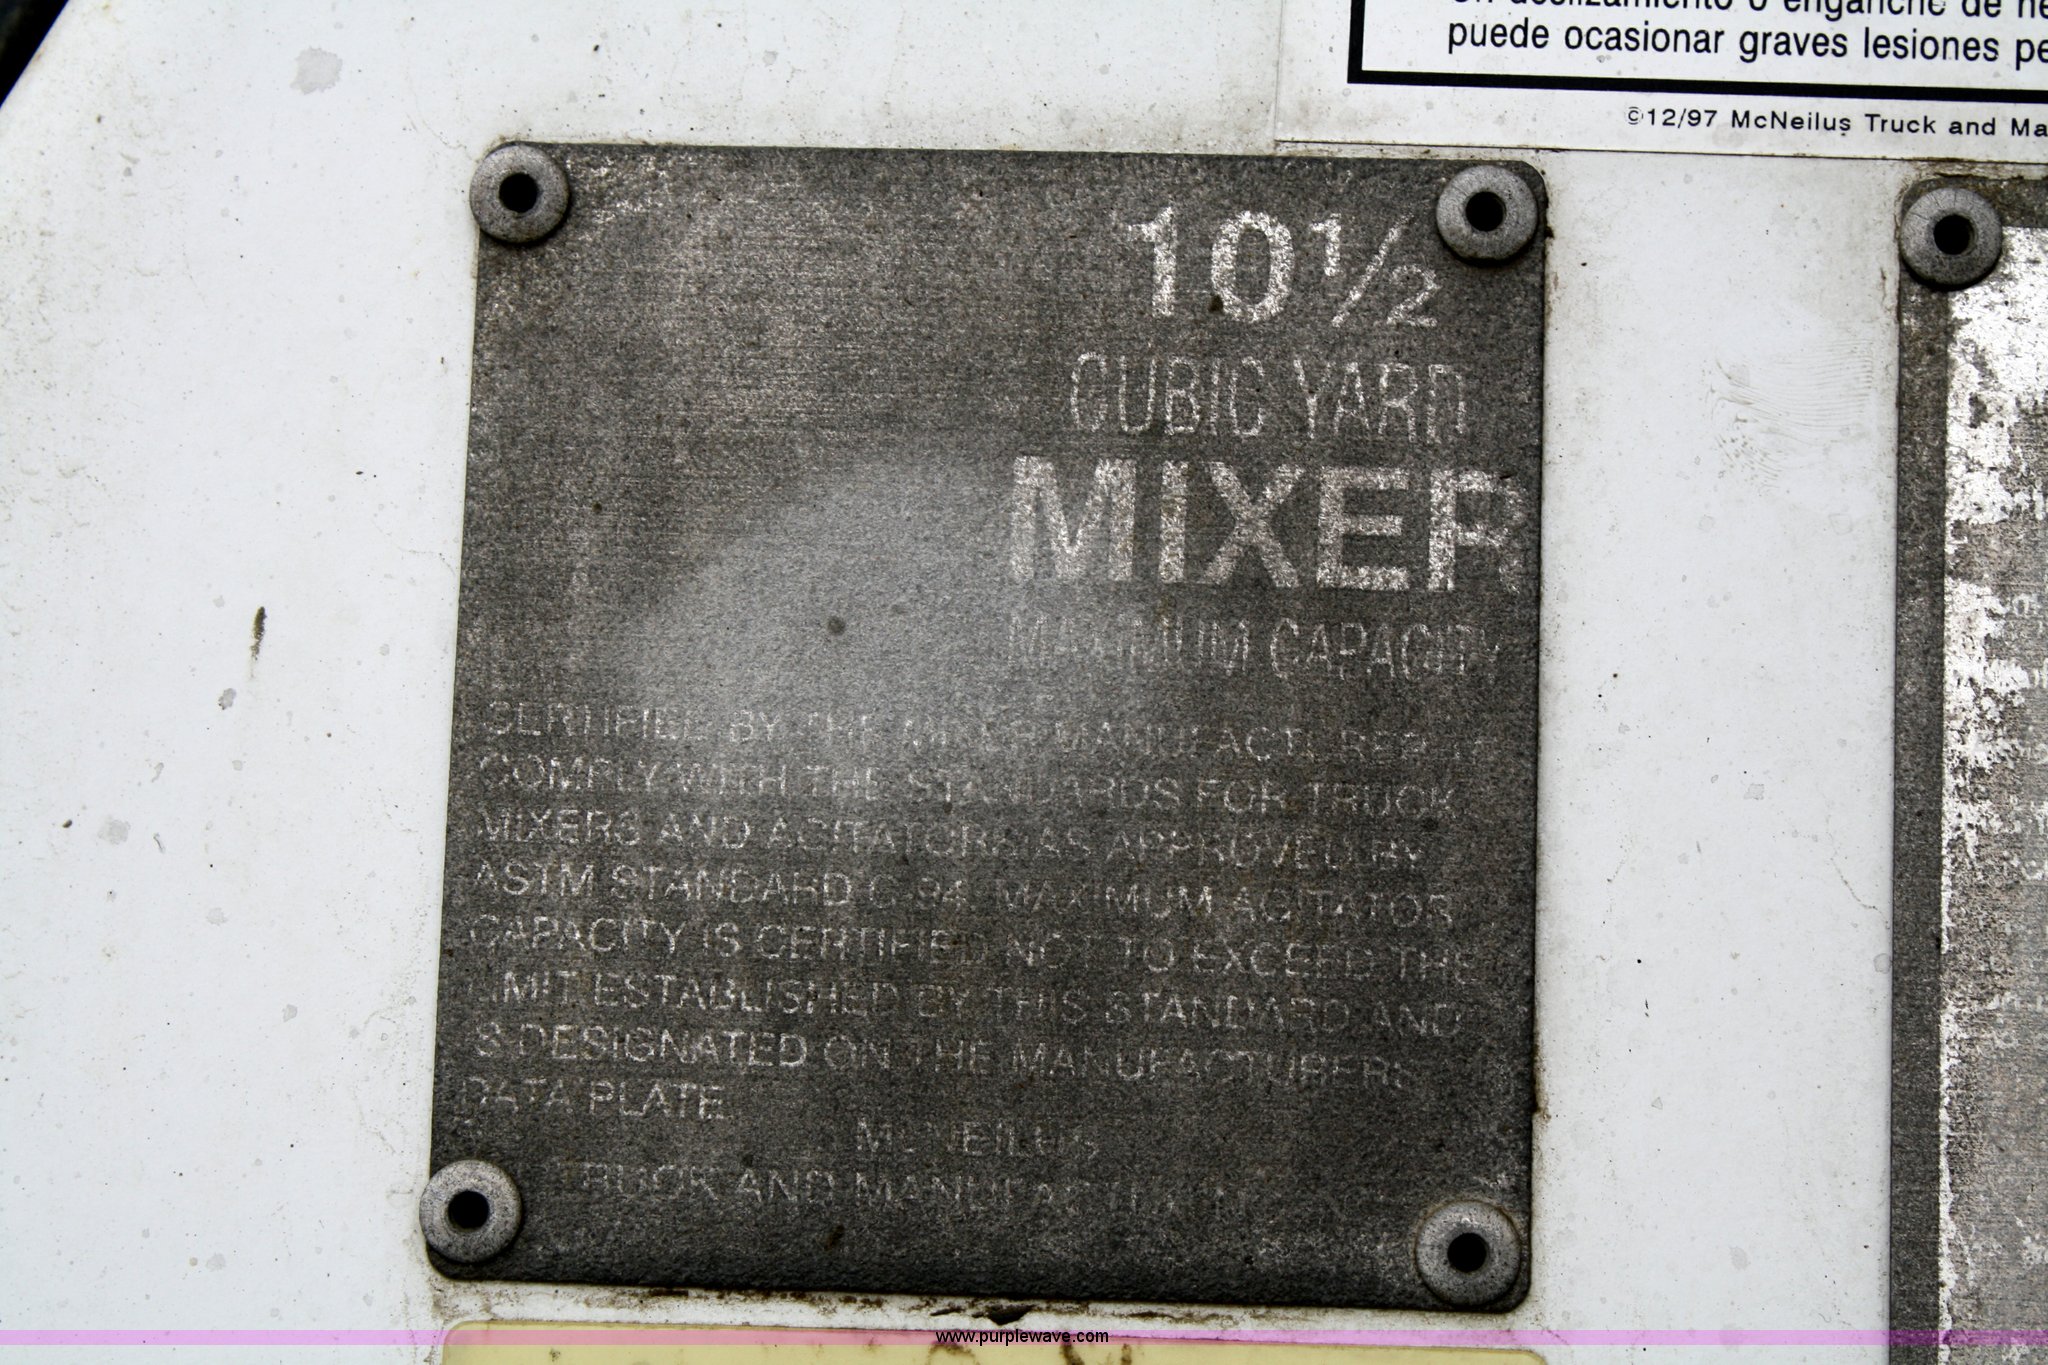 puede ocasionar graves lesiones pe
©12/97 McNeilus Truck and Ma
10 1/2
CUBIC YARD
MIXER
MAXIMUM CAPACITY
CERTIFIED BY THE MIXER MANUFACTURER
COMPLY WITH THE STANDARDS FOR TRUCK
MIXERS AND AGITATORS AS APPROVED BY
ASTM STANDARD C-94. MAXIMUM AGITATOR
CAPACITY IS CERTIFIED NOT TO EXCEED THE
LIMIT ESTABLISHED BY THIS STANDARD AND
IS DESIGNATED ON THE MANUFACTURERS
DATA PLATE.
MCNEILUS
TRUCK AND MANUFACTURING
www.purplewave.com